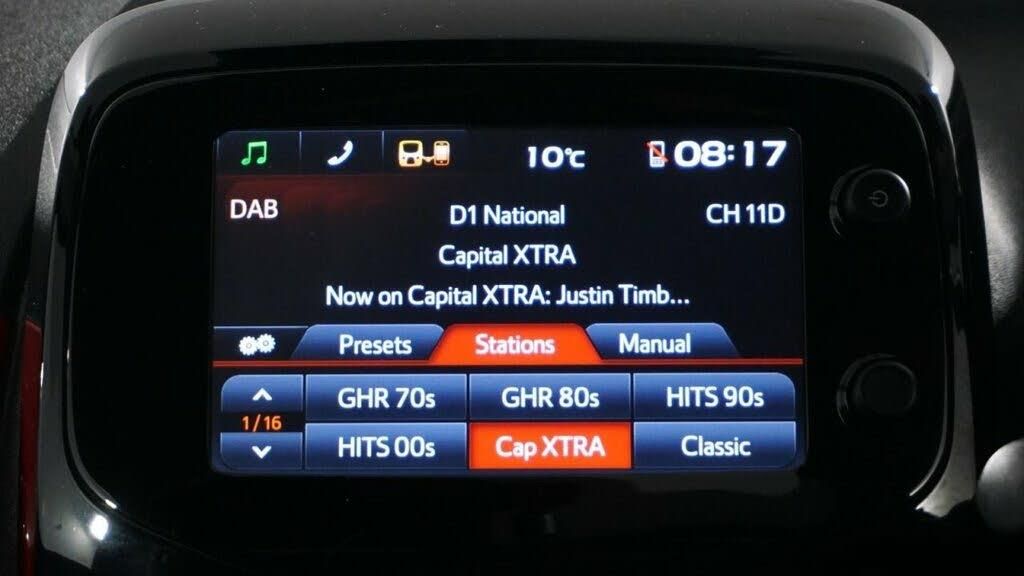 10°C
08:17
DAB
D1 National
CH 11D
Capital XTRA
Now on Capital XTRA: Justin Timb...
Presets
Stations
Manual
GHR 70s
GHR 80s
HITS 90s
1/16
HITS 00s
Cap XTRA
Classic